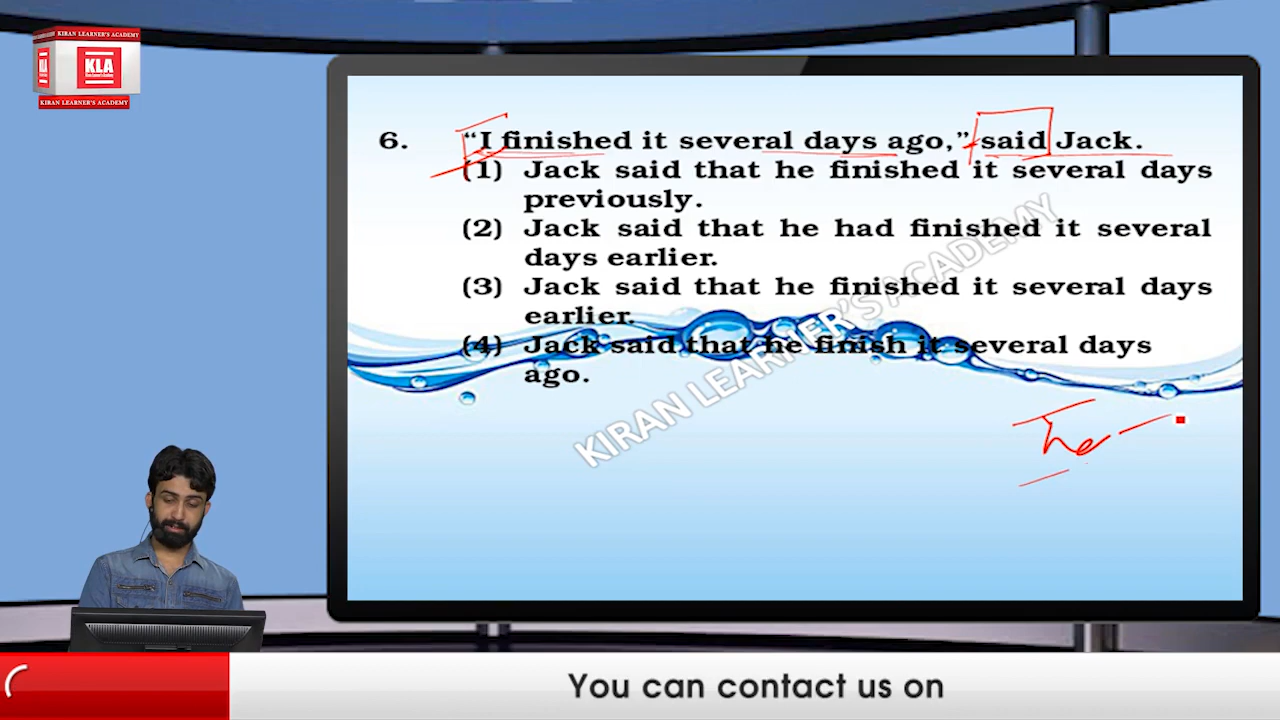 KIRAN LEARNER'S ACADEMY
KLA
KIRAN LEARNER'S ACADEMY
6. “I finished it several days ago,” said Jack.
(1) Jack said that he finished it several days
previously.
(2) Jack said that he had finished it several
days earlier.
(3) Jack said that he finished it several days
earlier.
(4) Jack said that he finish it several days
ago.
KIRAN LEARNER'S ACADEMY
he
You can contact us on